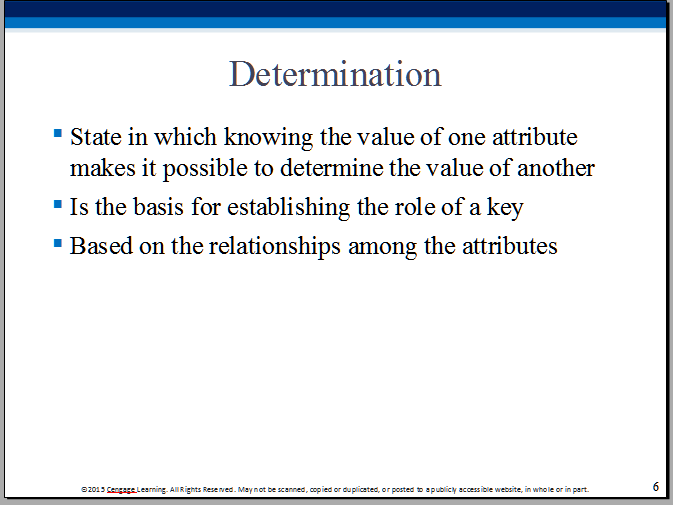 Determination
State in which knowing the value of one attribute
makes it possible to determine the value of another
Is the basis for establishing the role of a key
Based on the relationships among the attributes
©2015 Cengage Learning. All Rights Reserved. May not be scanned, copied or duplicated, or posted to a publicly accessible website, in whole or in part.
6